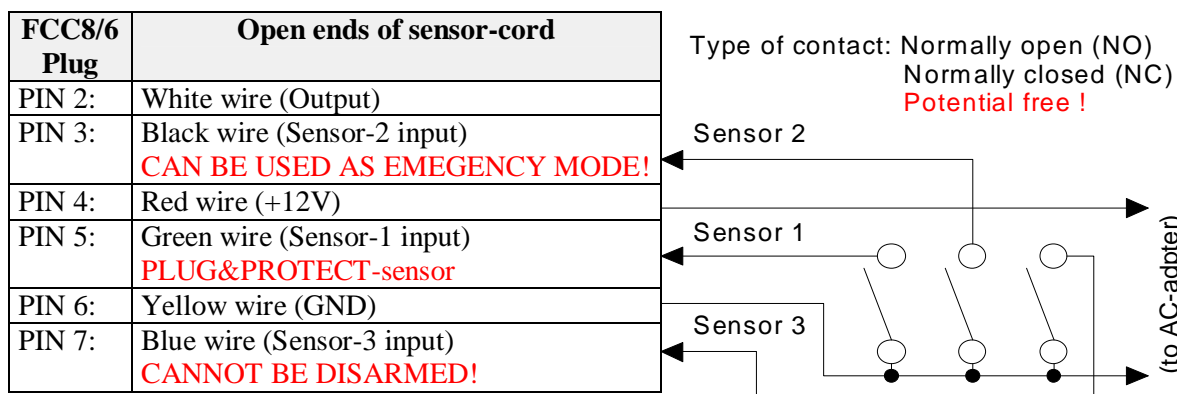 FCC8/6 Plug
Open ends of sensor-cord
PIN 2:
White wire (Output)
PIN 3:
Black wire (Sensor-2 input)
CAN BE USED AS EMEGENCY MODE!
PIN 4:
Red wire (+12V)
PIN 5:
Green wire (Sensor-1 input)
PLUG&PROTECT-sensor
PIN 6:
Yellow wire (GND)
PIN 7:
Blue wire (Sensor-3 input)
CANNOT BE DISARMED!
Type of contact: Normally open (NO)
Normally closed (NC)
Potential free !
Sensor 2
Sensor 1
Sensor 3
(to AC-adpter)